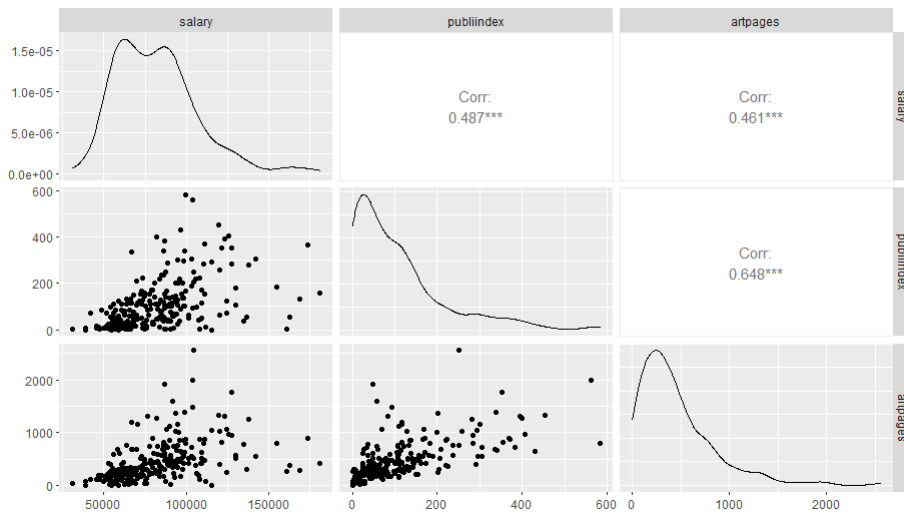 salary publiindex artpages
1.5e-05
1.0e-05
5.0e-06
0.0e+00
Corr:
0.487***
Corr:
0.461***
salary
600
400
200
0
Corr:
0.648***
publiindex
2000
1000
0
artpages
50000 100000 150000 0 200 400 600 0 1000 2000